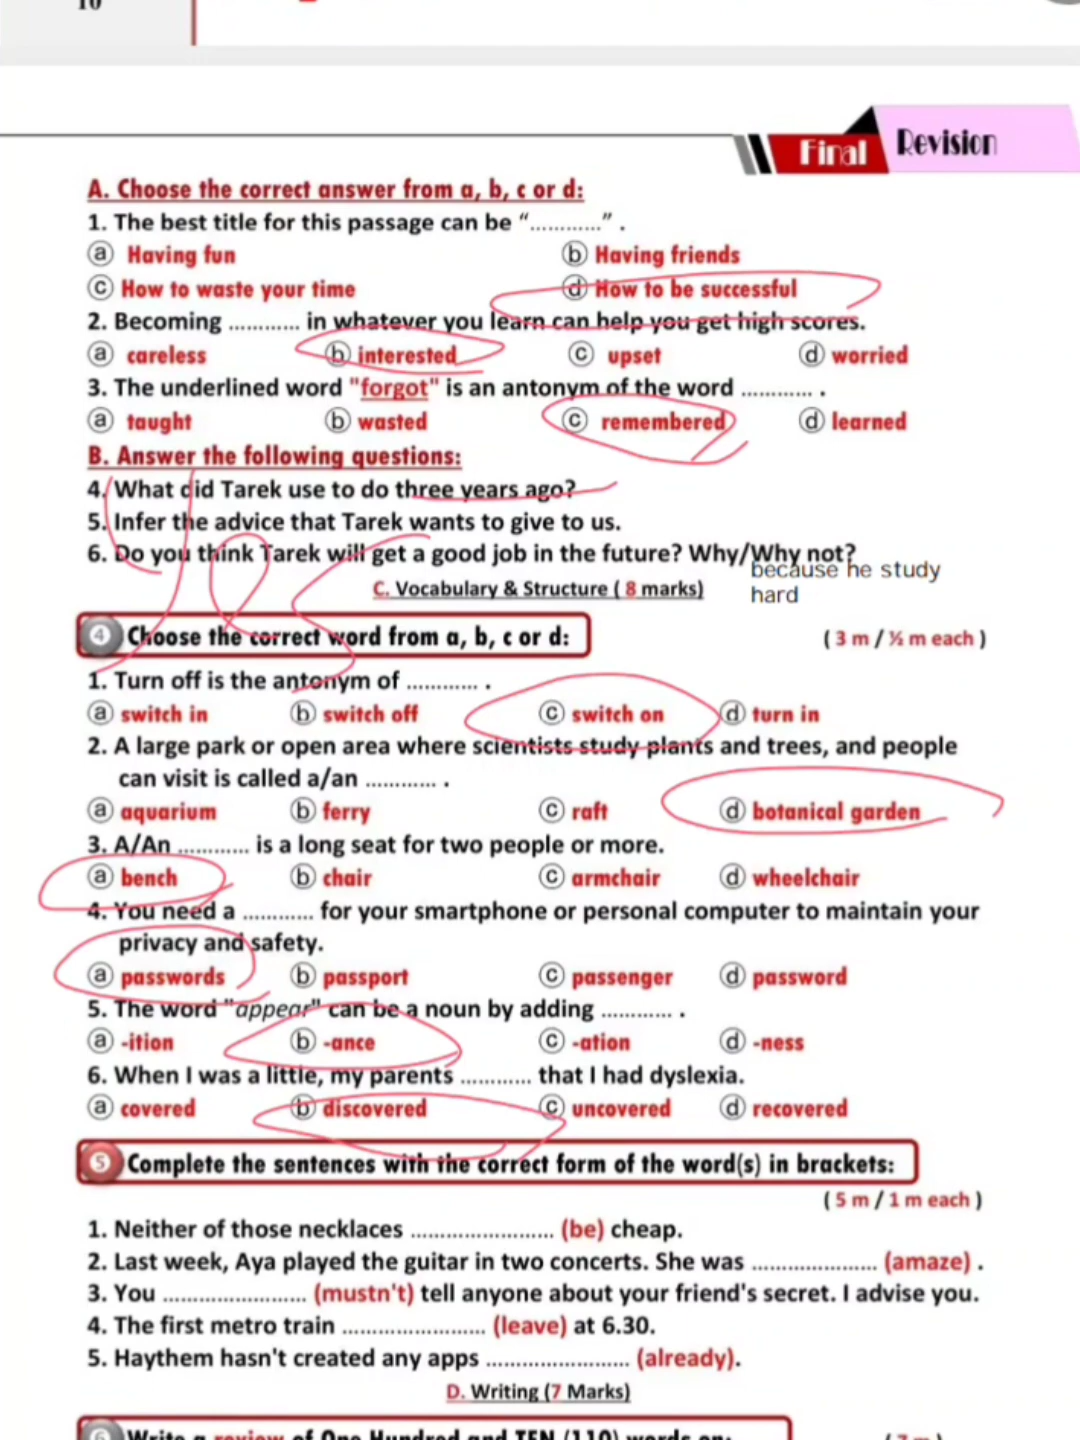 10
Final Revision
A. Choose the correct answer from a, b, c or d:
1. The best title for this passage can be “............” .
ⓐ Having fun ⓑ Having friends
ⓒ How to waste your time ⓓ How to be successful
2. Becoming ............ in whatever you learn can help you get high scores.
ⓐ careless ⓑ interested ⓒ upset ⓓ worried
3. The underlined word "forgot" is an antonym of the word ............ .
ⓐ taught ⓑ wasted ⓒ remembered ⓓ learned
B. Answer the following questions:
4. What did Tarek use to do three years ago?
5. Infer the advice that Tarek wants to give to us.
6. Do you think Tarek will get a good job in the future? Why/Why not?
because he study
hard
C. Vocabulary & Structure ( 8 marks)
4 Choose the correct word from a, b, c or d: ( 3 m / ½ m each )
1. Turn off is the antonym of ............ .
ⓐ switch in ⓑ switch off ⓒ switch on ⓓ turn in
2. A large park or open area where scientists study plants and trees, and people
can visit is called a/an ............ .
ⓐ aquarium ⓑ ferry ⓒ raft ⓓ botanical garden
3. A/An ............ is a long seat for two people or more.
ⓐ bench ⓑ chair ⓒ armchair ⓓ wheelchair
4. You need a ............ for your smartphone or personal computer to maintain your
privacy and safety.
ⓐ passwords ⓑ passport ⓒ passenger ⓓ password
5. The word "appear" can be a noun by adding ............ .
ⓐ -ition ⓑ -ance ⓒ -ation ⓓ -ness
6. When I was a little, my parents ............ that I had dyslexia.
ⓐ covered ⓑ discovered ⓒ uncovered ⓓ recovered
5 Complete the sentences with the correct form of the word(s) in brackets:
( 5 m / 1 m each )
1. Neither of those necklaces ........................ (be) cheap.
2. Last week, Aya played the guitar in two concerts. She was ..................... (amaze) .
3. You ........................ (mustn't) tell anyone about your friend's secret. I advise you.
4. The first metro train ........................ (leave) at 6.30.
5. Haythem hasn't created any apps ........................ (already).
D. Writing (7 Marks)
6 Write a review of One Hundred and TEN (110) words on: ( 7 m )